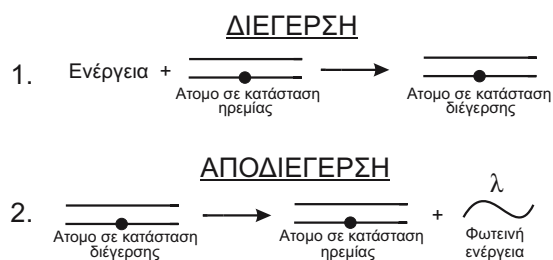 ΔΙΕΓΕΡΣΗ
1. Ενέργεια +
Ατομο σε κατάσταση
ηρεμίας
Ατομο σε κατάσταση
διέγερσης
ΑΠΟΔΙΕΓΕΡΣΗ
2.
Ατομο σε κατάσταση
διέγερσης
Ατομο σε κατάσταση
ηρεμίας
+
λ
Φωτεινή
ενέργεια